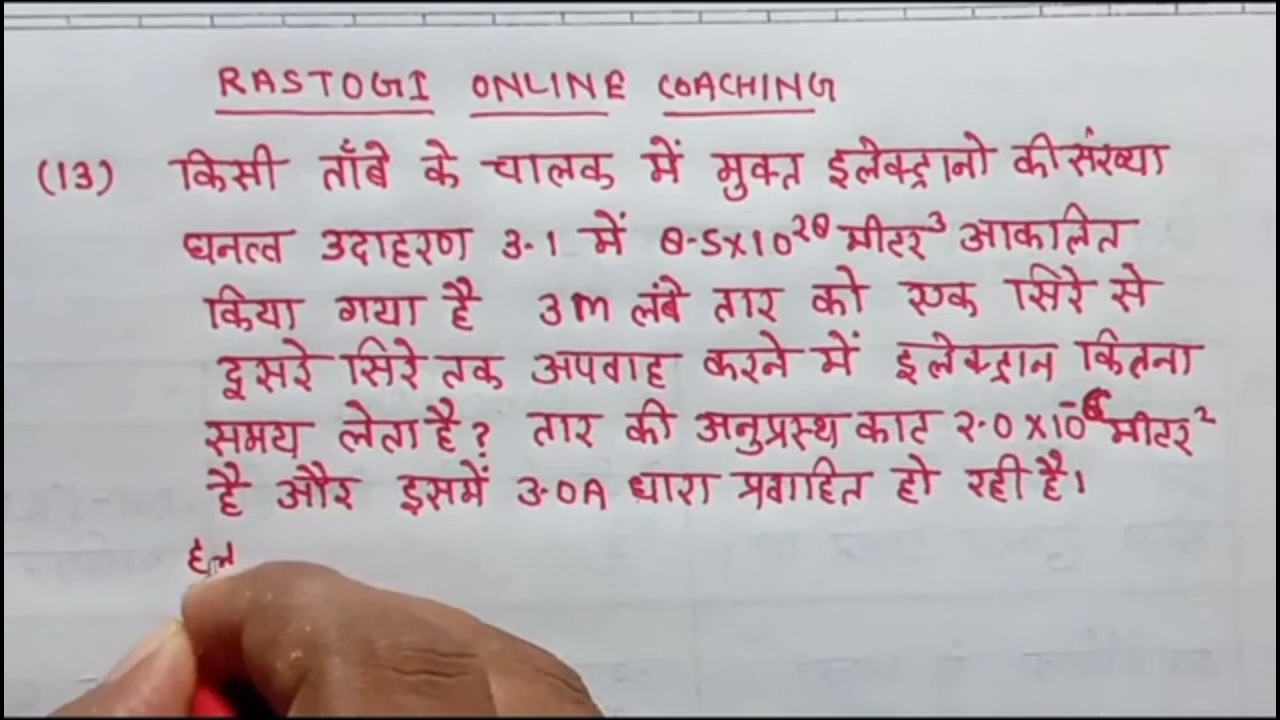 RASTOGI ONLINE COACHING
(13) किसी ताँबे के चालक में मुक्त इलेक्ट्रानो की संख्या
घनत्व उदाहरण 3.1 में 8.5×10²⁸ मीटर³ आकलित
किया गया है 3m लंबे तार को एक सिरे से
दुसरे सिरे तक अपवाह करने में इलेक्ट्रान कितना
समय लेता है? तार की अनुप्रस्थ काट 2.0×10⁻⁶ मीटर²
है और इसमें 3.0A धारा प्रवाहित हो रही है।
हल